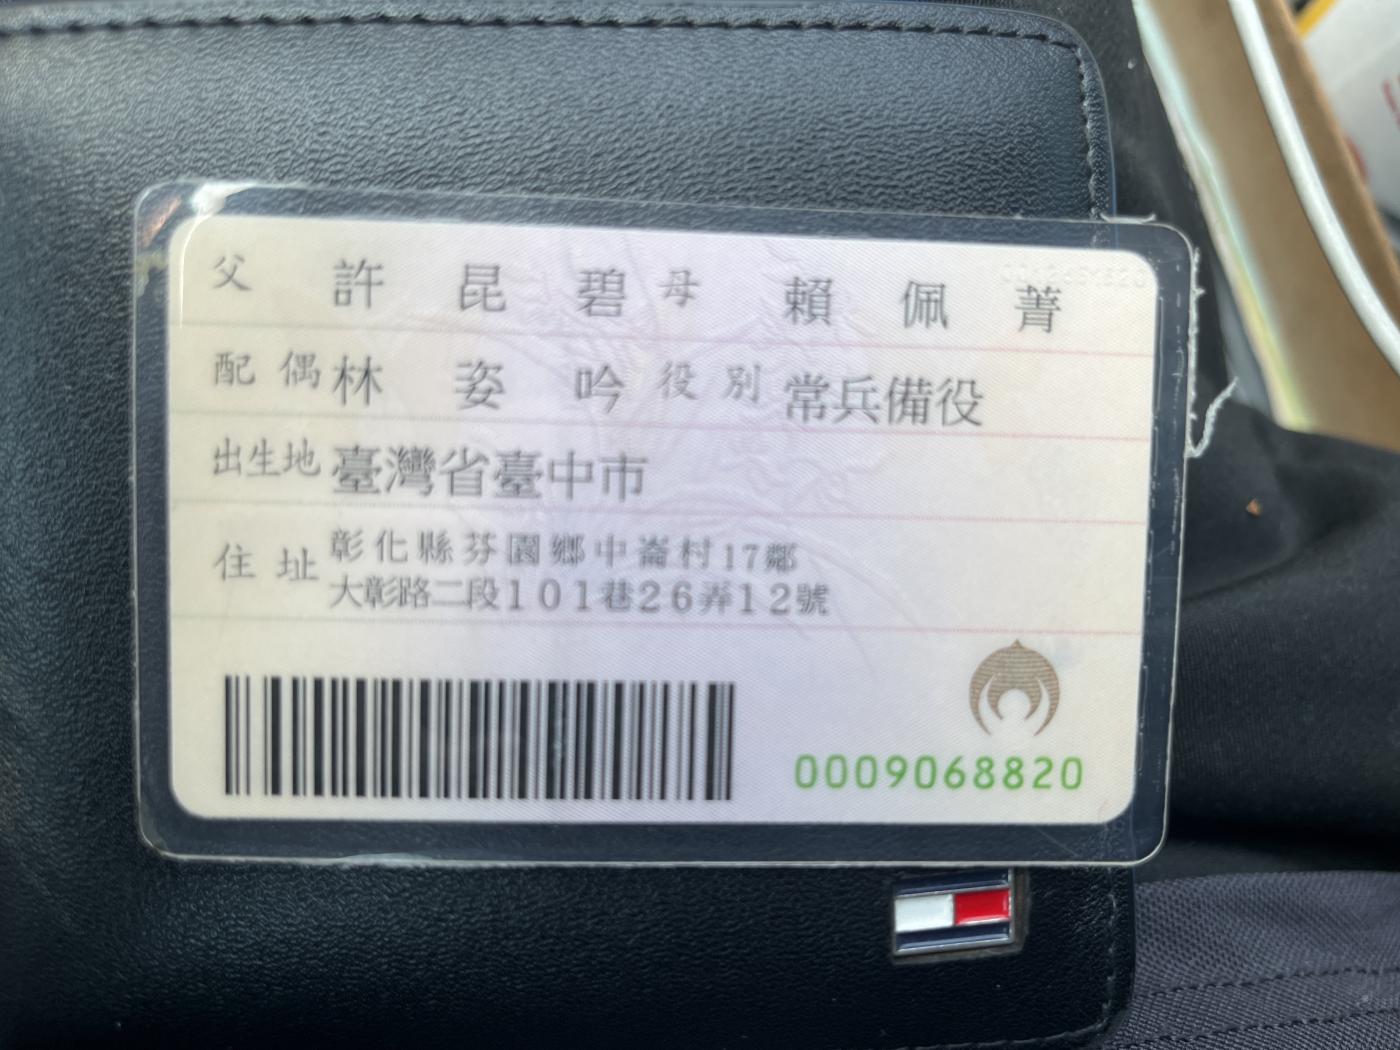 父 許昆碧 母 賴佩菁
配偶 林姿吟 役別 常兵備役
出生地 臺灣省臺中市
住址 彰化縣芬園鄉中崙村17鄰
大彰路二段101巷26弄12號
0009068820